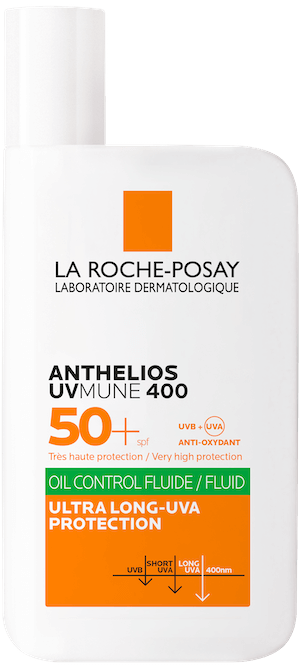 LA ROCHE-POSAY
LABORATOIRE DERMATOLOGIQUE
ANTHELIOS
UVMUNE 400
50+ spf
UVB + UVA
ANTI-OXYDANT
Très haute protection / Very high protection
OIL CONTROL FLUIDE / FLUID
ULTRA LONG-UVA
PROTECTION
UVB
SHORT UVA
LONG UVA
400nm